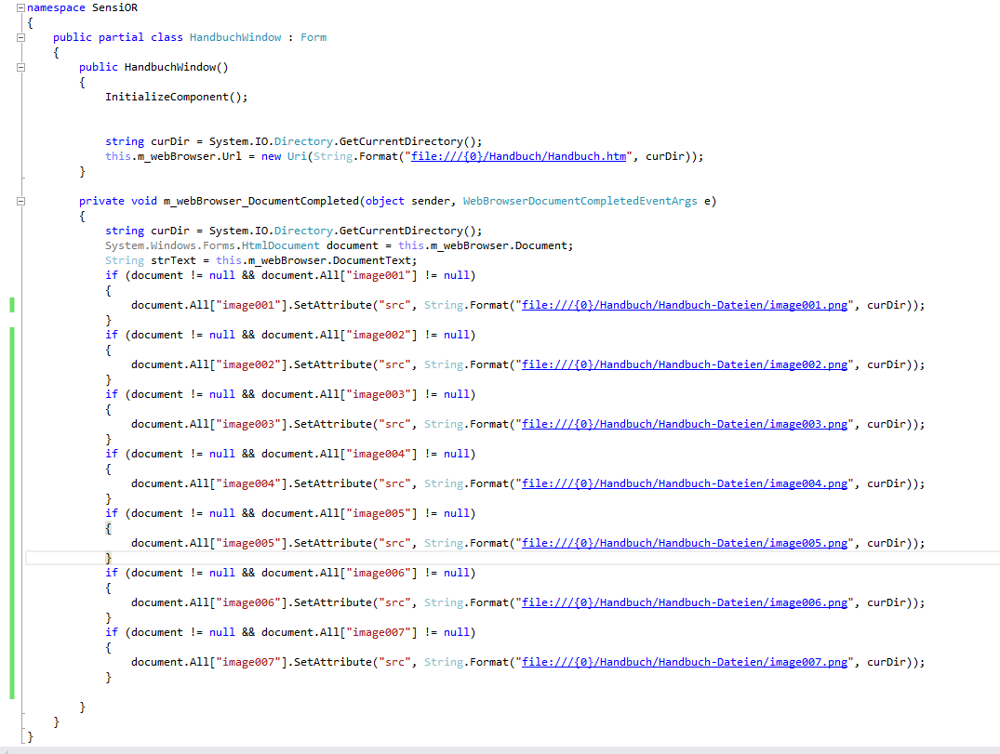 namespace SensiOR
{
    public partial class HandbuchWindow : Form
    {
        public HandbuchWindow()
        {
            InitializeComponent();


            string curDir = System.IO.Directory.GetCurrentDirectory();
            this.m_webBrowser.Url = new Uri(String.Format("file:///{0}/Handbuch/Handbuch.htm", curDir));
        }

        private void m_webBrowser_DocumentCompleted(object sender, WebBrowserDocumentCompletedEventArgs e)
        {
            string curDir = System.IO.Directory.GetCurrentDirectory();
            System.Windows.Forms.HtmlDocument document = this.m_webBrowser.Document;
            String strText = this.m_webBrowser.DocumentText;
            if (document != null && document.All["image001"] != null)
            {
                document.All["image001"].SetAttribute("src", String.Format("file:///{0}/Handbuch/Handbuch-Dateien/image001.png", curDir));
            }
            if (document != null && document.All["image002"] != null)
            {
                document.All["image002"].SetAttribute("src", String.Format("file:///{0}/Handbuch/Handbuch-Dateien/image002.png", curDir));
            }
            if (document != null && document.All["image003"] != null)
            {
                document.All["image003"].SetAttribute("src", String.Format("file:///{0}/Handbuch/Handbuch-Dateien/image003.png", curDir));
            }
            if (document != null && document.All["image004"] != null)
            {
                document.All["image004"].SetAttribute("src", String.Format("file:///{0}/Handbuch/Handbuch-Dateien/image004.png", curDir));
            }
            if (document != null && document.All["image005"] != null)
            {
                document.All["image005"].SetAttribute("src", String.Format("file:///{0}/Handbuch/Handbuch-Dateien/image005.png", curDir));
            }
            if (document != null && document.All["image006"] != null)
            {
                document.All["image006"].SetAttribute("src", String.Format("file:///{0}/Handbuch/Handbuch-Dateien/image006.png", curDir));
            }
            if (document != null && document.All["image007"] != null)
            {
                document.All["image007"].SetAttribute("src", String.Format("file:///{0}/Handbuch/Handbuch-Dateien/image007.png", curDir));
            }

        }
    }
}